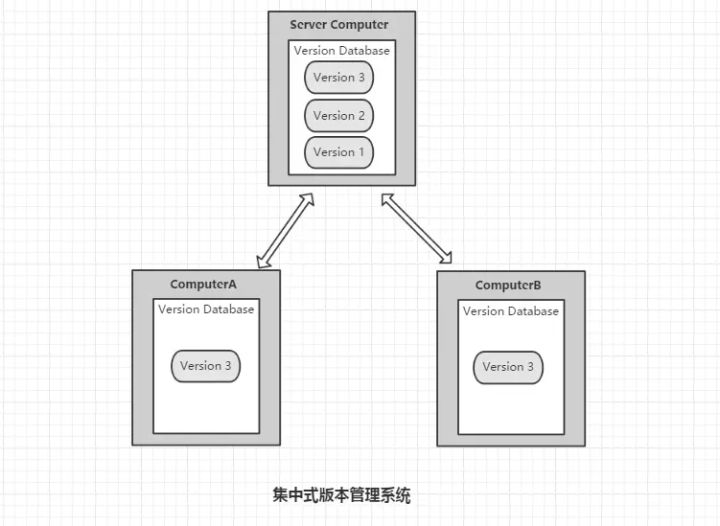 Server Computer
Version Database
Version 3
Version 2
Version 1
ComputerA
Version Database
Version 3
ComputerB
Version Database
Version 3
集中式版本管理系统